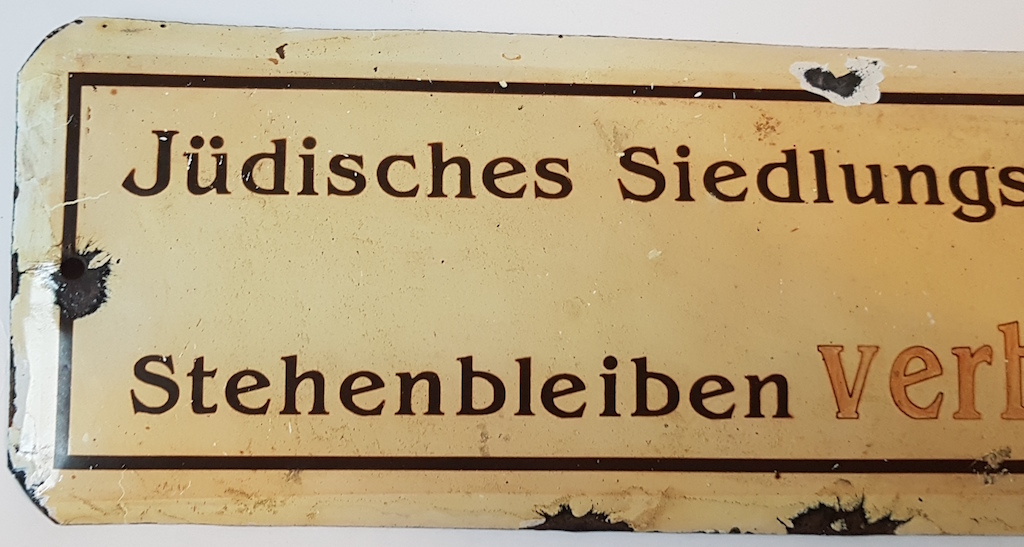 Jüdisches Siedlungs
Stehenbleiben ver